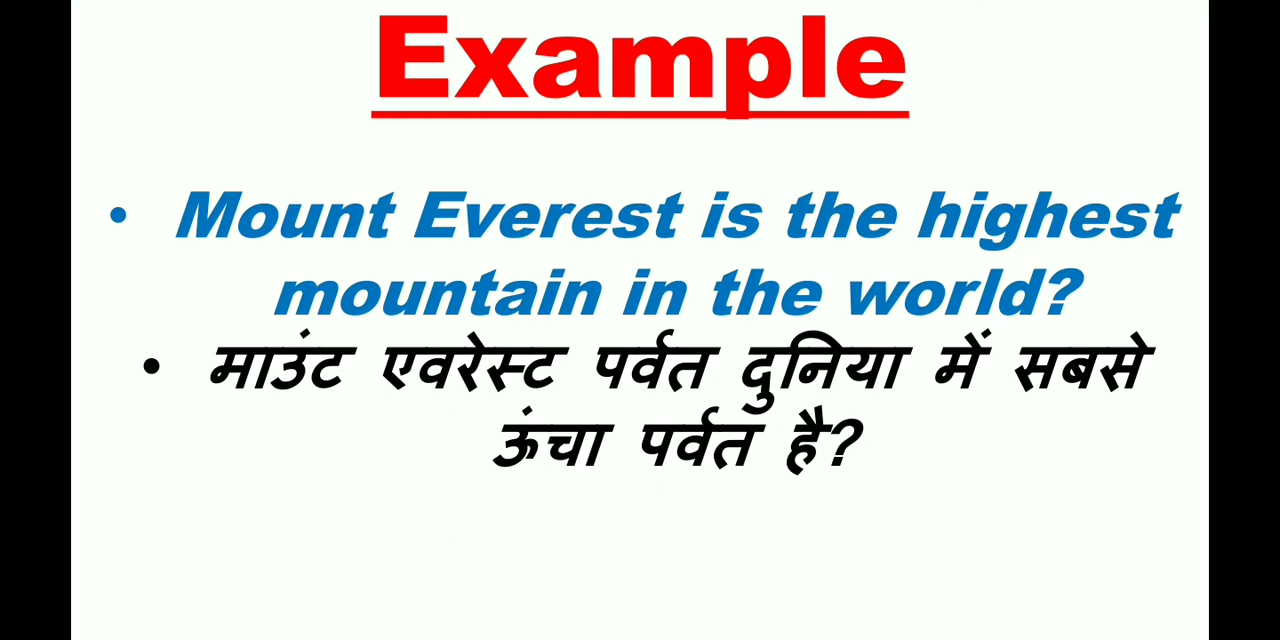 Example
• Mount Everest is the highest
mountain in the world?
• माउंट एवरेस्ट पर्वत दुनिया में सबसे
ऊंचा पर्वत है?